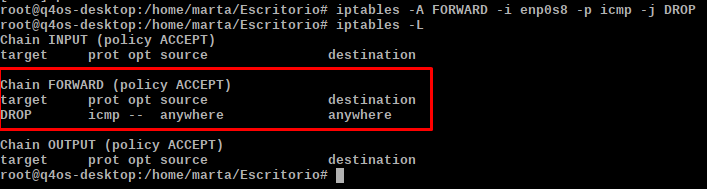 root@q4os-desktop:/home/marta/Escritorio# iptables -A FORWARD -i enp0s8 -p icmp -j DROP
root@q4os-desktop:/home/marta/Escritorio# iptables -L
Chain INPUT (policy ACCEPT)
target     prot opt source               destination
Chain FORWARD (policy ACCEPT)
target     prot opt source               destination
DROP       icmp --  anywhere             anywhere
Chain OUTPUT (policy ACCEPT)
target     prot opt source               destination
root@q4os-desktop:/home/marta/Escritorio#